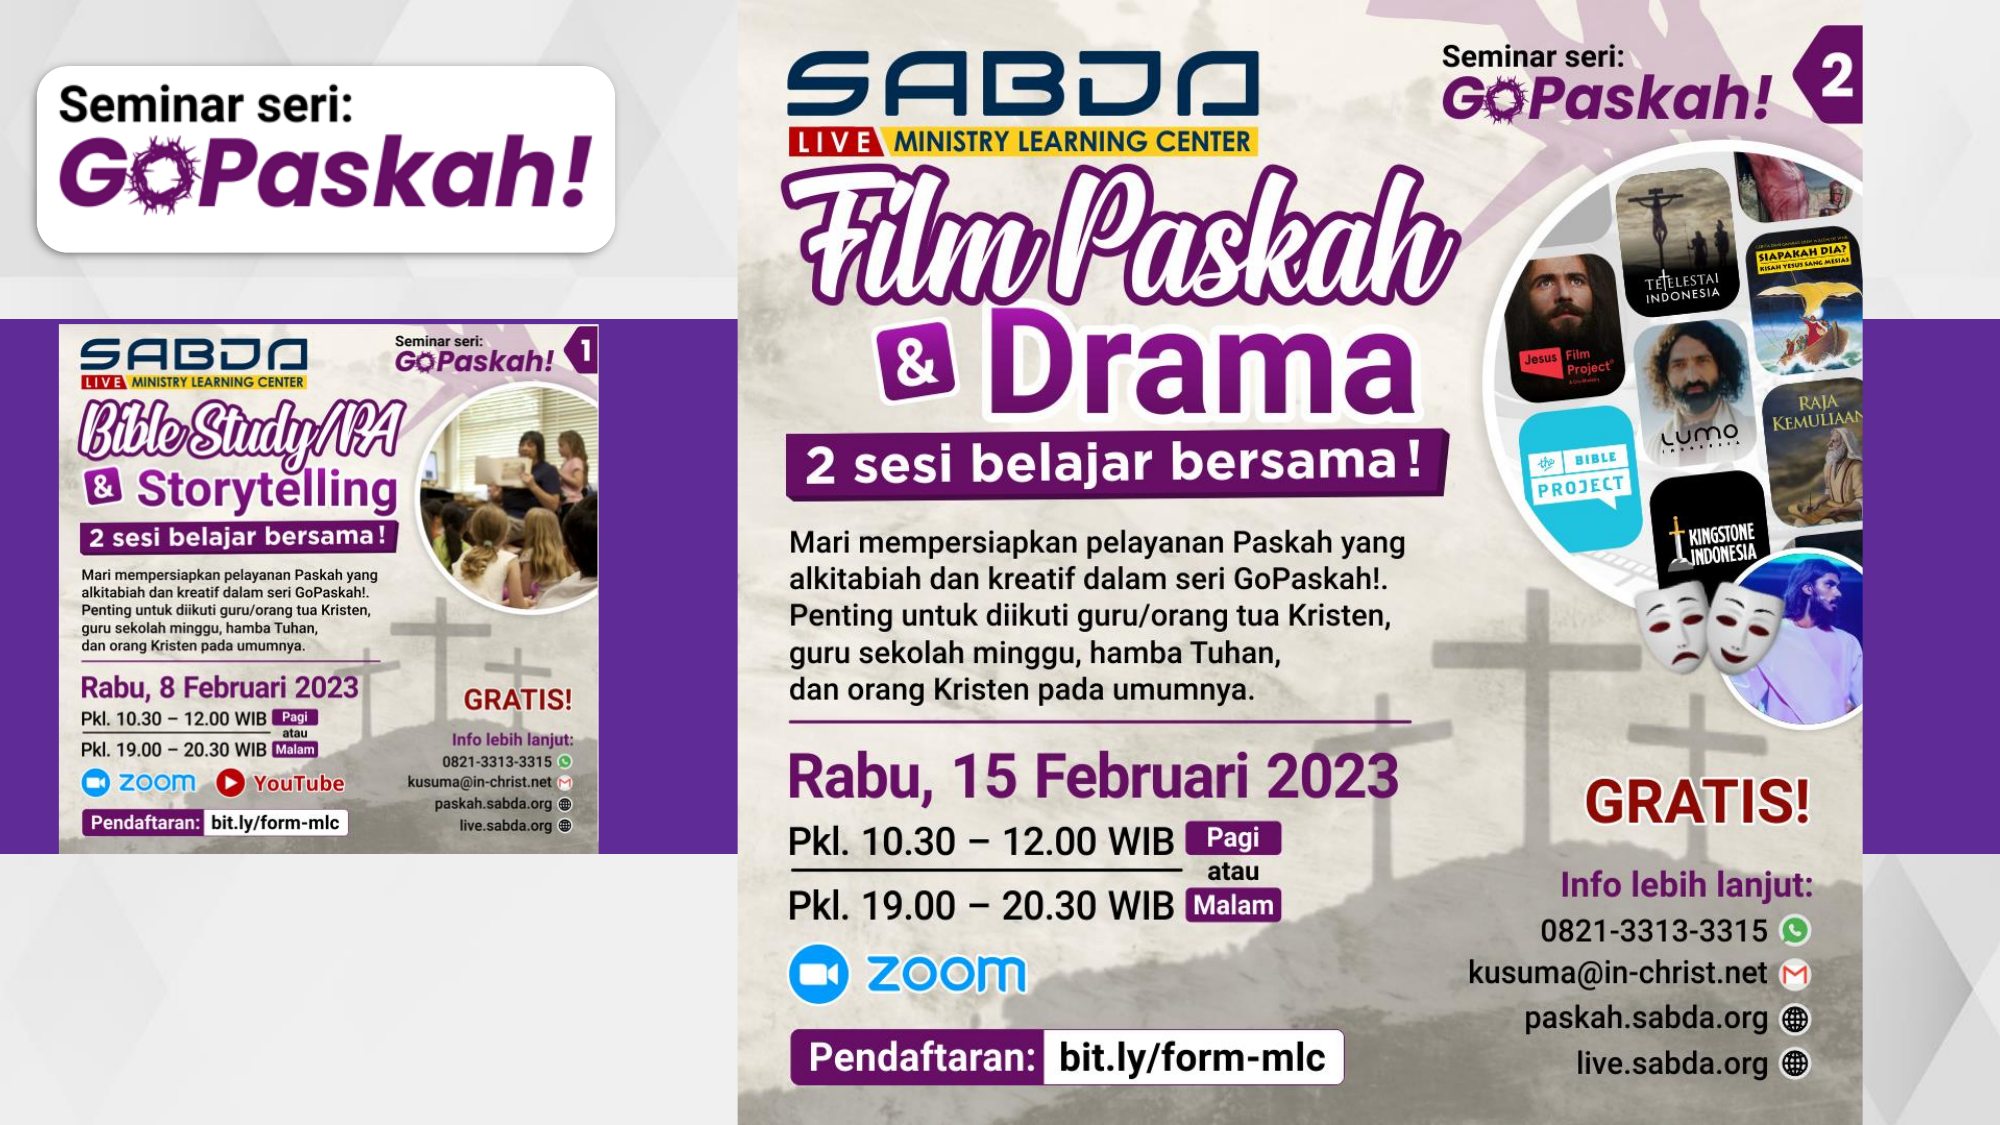 Seminar seri:
GOPaskah!
SABDA
LIVE MINISTRY LEARNING CENTER
Seminar seri:
GOPaskah!
1
Bible Study/IPA
& Storytelling
2 sesi belajar bersama!
Mari mempersiapkan pelayanan Paskah yang
alkitabiah dan kreatif dalam seri GoPaskah!.
Penting untuk diikuti guru/orang tua Kristen,
guru sekolah minggu, hamba Tuhan,
dan orang Kristen pada umumnya.
Rabu, 8 Februari 2023
Pkl. 10.30 – 12.00 WIB Pagi
atau
Pkl. 19.00 – 20.30 WIB Malam
zoom YouTube
Pendaftaran: bit.ly/form-mlc
GRATIS!
Info lebih lanjut:
0821-3313-3315
kusuma@in-christ.net
paskah.sabda.org
live.sabda.org
SABDA
LIVE MINISTRY LEARNING CENTER
Seminar seri:
GOPaskah!
2
Film Paskah
& Drama
2 sesi belajar bersama!
Mari mempersiapkan pelayanan Paskah yang
alkitabiah dan kreatif dalam seri GoPaskah!.
Penting untuk diikuti guru/orang tua Kristen,
guru sekolah minggu, hamba Tuhan,
dan orang Kristen pada umumnya.
Rabu, 15 Februari 2023
Pkl. 10.30 – 12.00 WIB Pagi
atau
Pkl. 19.00 – 20.30 WIB Malam
zoom
Pendaftaran: bit.ly/form-mlc
TETELESTAI
INDONESIA
SIAPAKAH DIA?
KISAH YESUS SANG MESIAS
Jesus Film
Project
LUMO
INDONESIA
RAJA
KEMULIAAN
the BIBLE
PROJECT
KINGSTONE
INDONESIA
GRATIS!
Info lebih lanjut:
0821-3313-3315
kusuma@in-christ.net
paskah.sabda.org
live.sabda.org